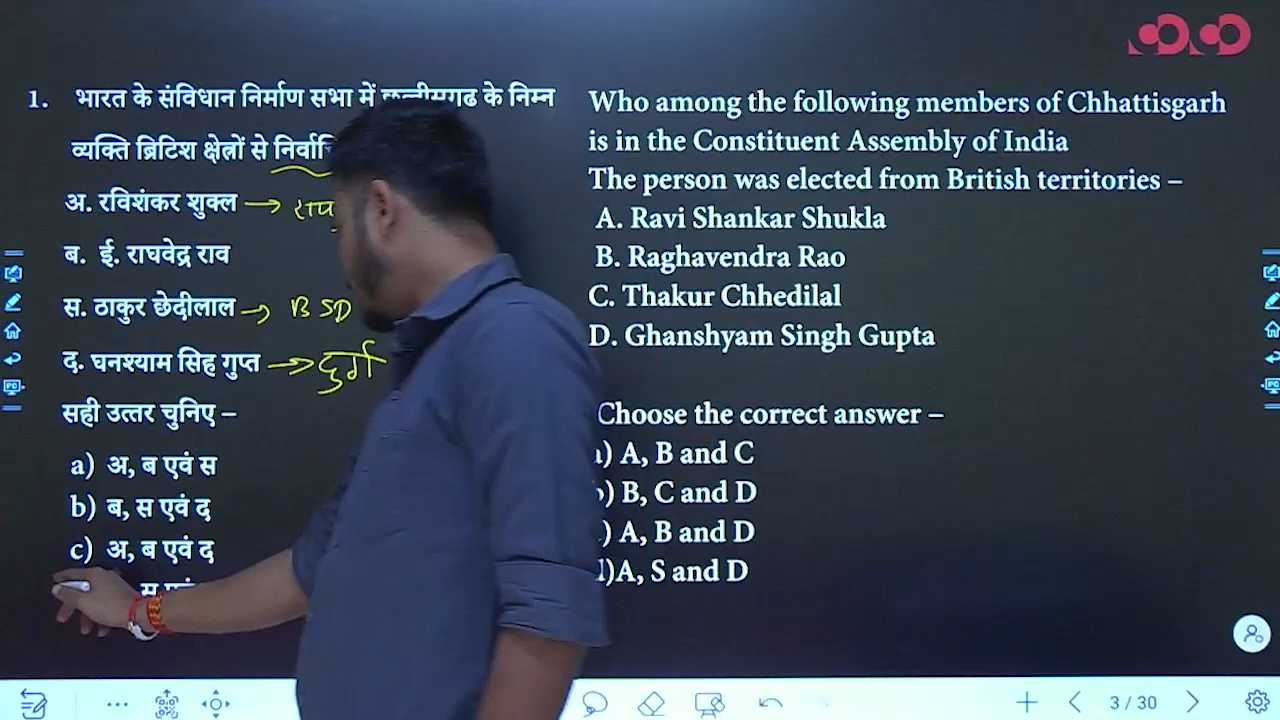 1. भारत के संविधान निर्माण सभा में छत्तीसगढ के निम्न
व्यक्ति ब्रिटिश क्षेत्रों से
अ. रविशंकर शुक्ल →
ब. ई. राघवेद्र राव
स. ठाकुर छेदीलाल → B SD
द. घनश्याम सिह गुप्त → दुर्ग
सही उत्तर चुनिए –
a) अ, ब एवं स
b) ब, स एवं द
c) अ, ब एवं द
Who among the following members of Chhattisgarh
is in the Constituent Assembly of India
The person was elected from British territories –
A. Ravi Shankar Shukla
B. Raghavendra Rao
C. Thakur Chhedilal
D. Ghanshyam Singh Gupta
Choose the correct answer –
) A, B and C
) B, C and D
) A, B and D
)A, S and D
3 / 30